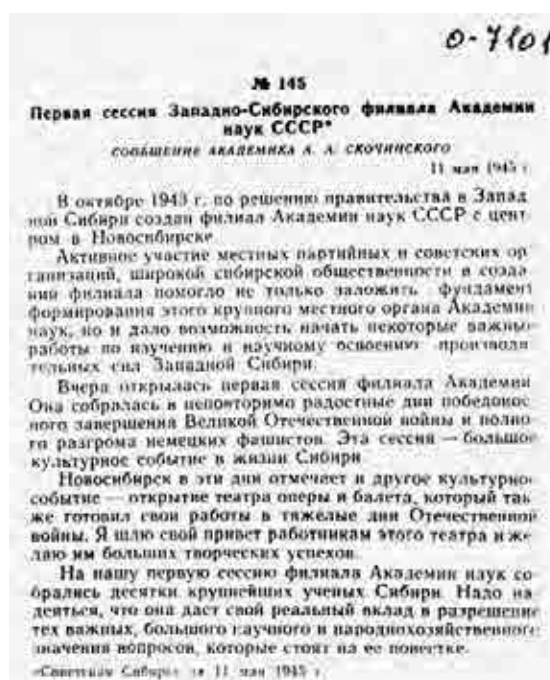 О-7101
№ 145
Первая сессия Западно-Сибирского филиала Академии
наук СССР*
СООБЩЕНИЕ АКАДЕМИКА А. А. СКОЧИНСКОГО
11 мая 1945 г.
В октябре 1943 г. по решению правительства в Запад
ной Сибири создан филиал Академии наук СССР с цент
ром в Новосибирске
Активное участие местных партийных и советских ор
ганизаций, широкой сибирской общественности в созда
нии филиала помогло не только заложить фундамент
формирования этого крупного местного органа Академии
наук, но и дало возможность начать некоторые важные
работы по изучению и научному освоению производи
тельных сил Западной Сибири.
Вчера открылась первая сессия филиала Академии
Она собралась в неповторимо радостные дни победонос
ного завершения Великой Отечественной войны и полно
го разгрома немецких фашистов. Эта сессия — большое
культурное событие в жизни Сибири
Новосибирск в эти дни отмечает и другое культурное
событие — открытие театра оперы и балета, который так
же готовил свои работы в тяжелые дни Отечественной
войны. Я шлю свой привет работникам этого театра и же
лаю им больших творческих успехов.
На нашу первую сессию филиала Академии наук со
брались десятки крупнейших ученых Сибири. Надо на
деяться, что она даст свой реальный вклад в разрешение
тех важных, большого научного и народнохозяйственного
значения вопросов, которые стоят на ее повестке.
«Советская Сибирь» 11 мая 1945 г.